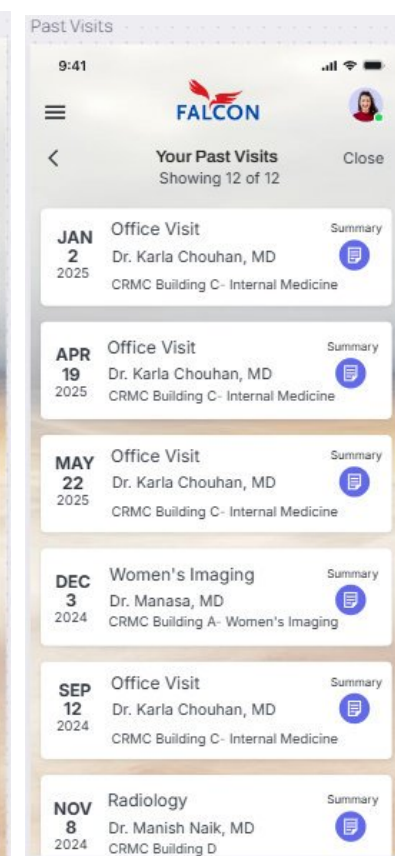 Past Visits
9:41
FALCON
Your Past Visits
Close
Showing 12 of 12
JAN
2
2025
Office Visit
Dr. Karla Chouhan, MD
CRMC Building C- Internal Medicine
Summary
APR
19
2025
Office Visit
Dr. Karla Chouhan, MD
CRMC Building C- Internal Medicine
Summary
MAY
22
2025
Office Visit
Dr. Karla Chouhan, MD
CRMC Building C- Internal Medicine
Summary
DEC
3
2024
Women's Imaging
Dr. Manasa, MD
CRMC Building A- Women's Imaging
Summary
SEP
12
2024
Office Visit
Dr. Karla Chouhan, MD
CRMC Building C- Internal Medicine
Summary
NOV
8
2024
Radiology
Dr. Manish Naik, MD
CRMC Building D
Summary